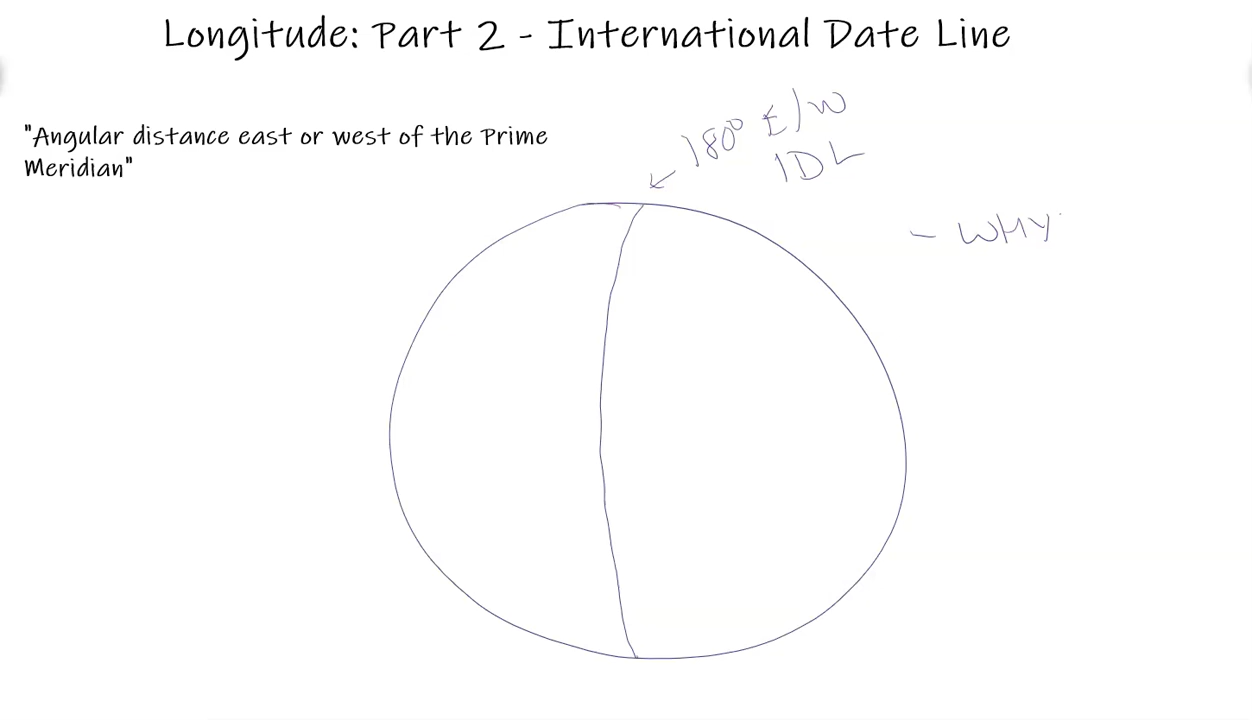 Longitude: Part 2 - International Date Line
"Angular distance east or west of the Prime
Meridian"
180° E/W
IDL
- WHY